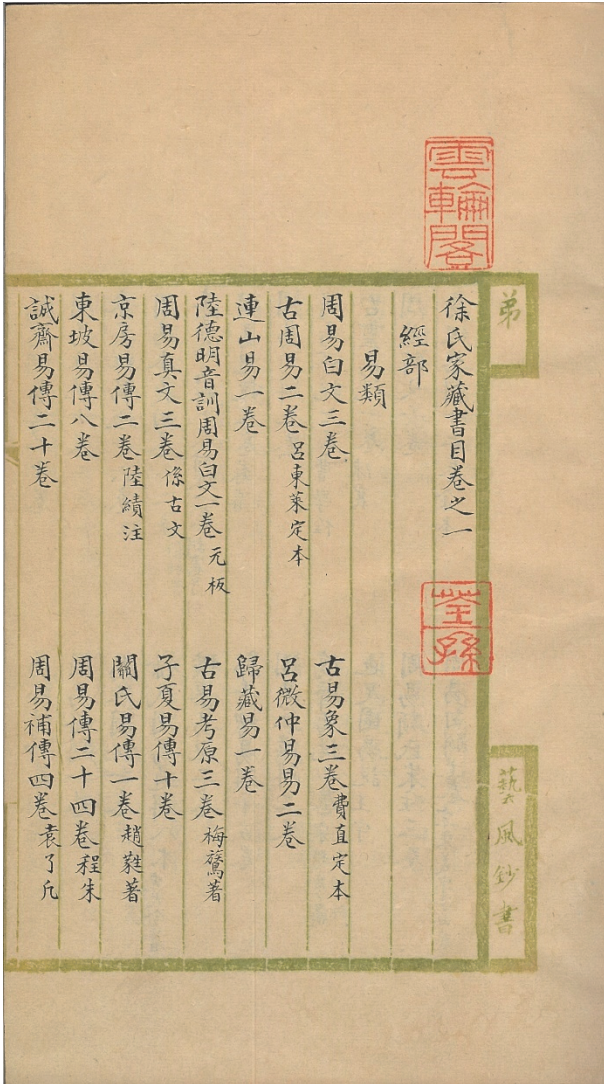 雲輪閣
荃孫
弟
藝風鈔書
徐氏家藏書目卷之一
經部
易類
周易白文三卷
古易象三卷費直定本
古周易二卷呂東萊定本
呂微仲易易二卷
連山易一卷
歸藏易一卷
陸德明音訓周易白文一卷元板
古易考原三卷梅鷟著
周易真文三卷係古文
子夏易傳十卷
京房易傳二卷陸績注
關氏易傳一卷趙蕤著
東坡易傳八卷
周易傳二十四卷程朱
誠齋易傳二十卷
周易補傳四卷袁了凡